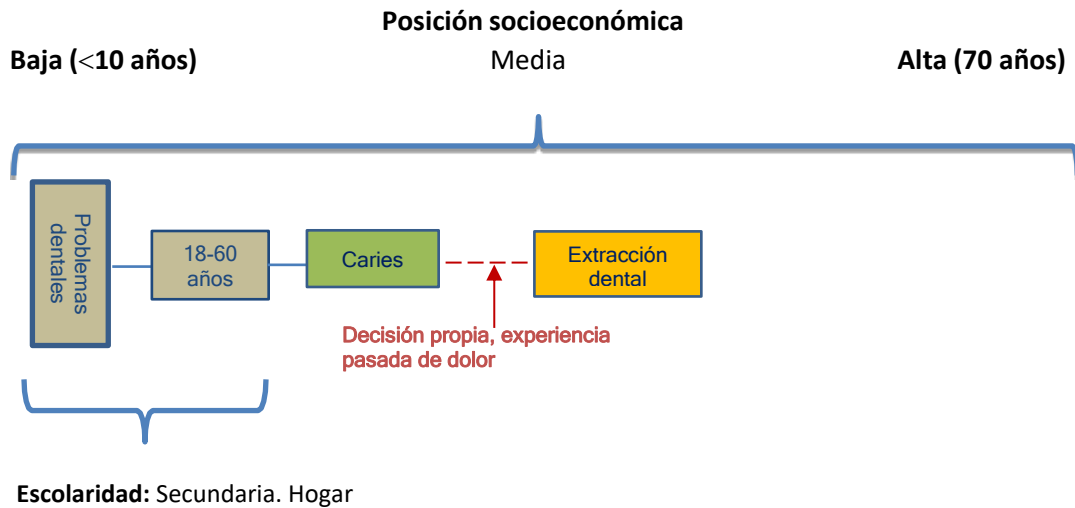 Posición socioeconómica
Baja (<10 años) Media Alta (70 años)
Problemas
dentales
18-60
años
Caries
Extracción
dental
Decisión propia, experiencia
pasada de dolor
Escolaridad: Secundaria. Hogar